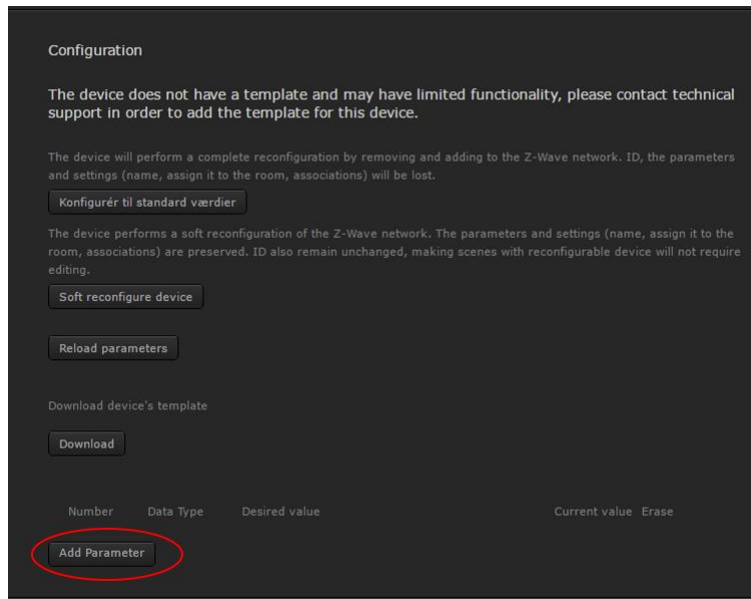 Configuration
The device does not have a template and may have limited functionality, please contact technical
support in order to add the template for this device.
The device will perform a complete reconfiguration by removing and adding to the Z-Wave network. ID, the parameters
and settings (name, assign it to the room, associations) will be lost.
Konfigurér til standard værdier
The device performs a soft reconfiguration of the Z-Wave network. The parameters and settings (name, assign it to the
room, associations) are preserved. ID also remain unchanged, making scenes with reconfigurable device will not require
editing.
Soft reconfigure device
Reload parameters
Download device's template
Download
Number Data Type Desired value Current value Erase
Add Parameter